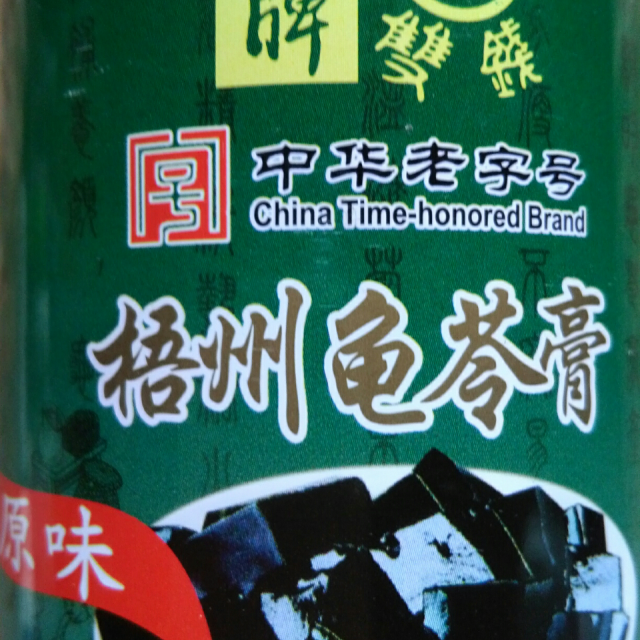 牌
雙錢
中华老字号
China Time-honored Brand
梧州龟苓膏
原味